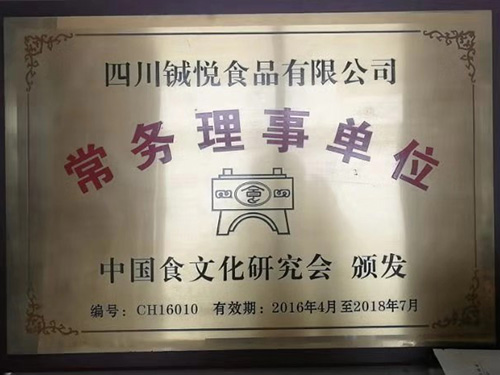 四川铖悦食品有限公司
常务理事单位
食
中国食文化研究会 颁发
编号：CH16010 有效期：2016年4月至2018年7月